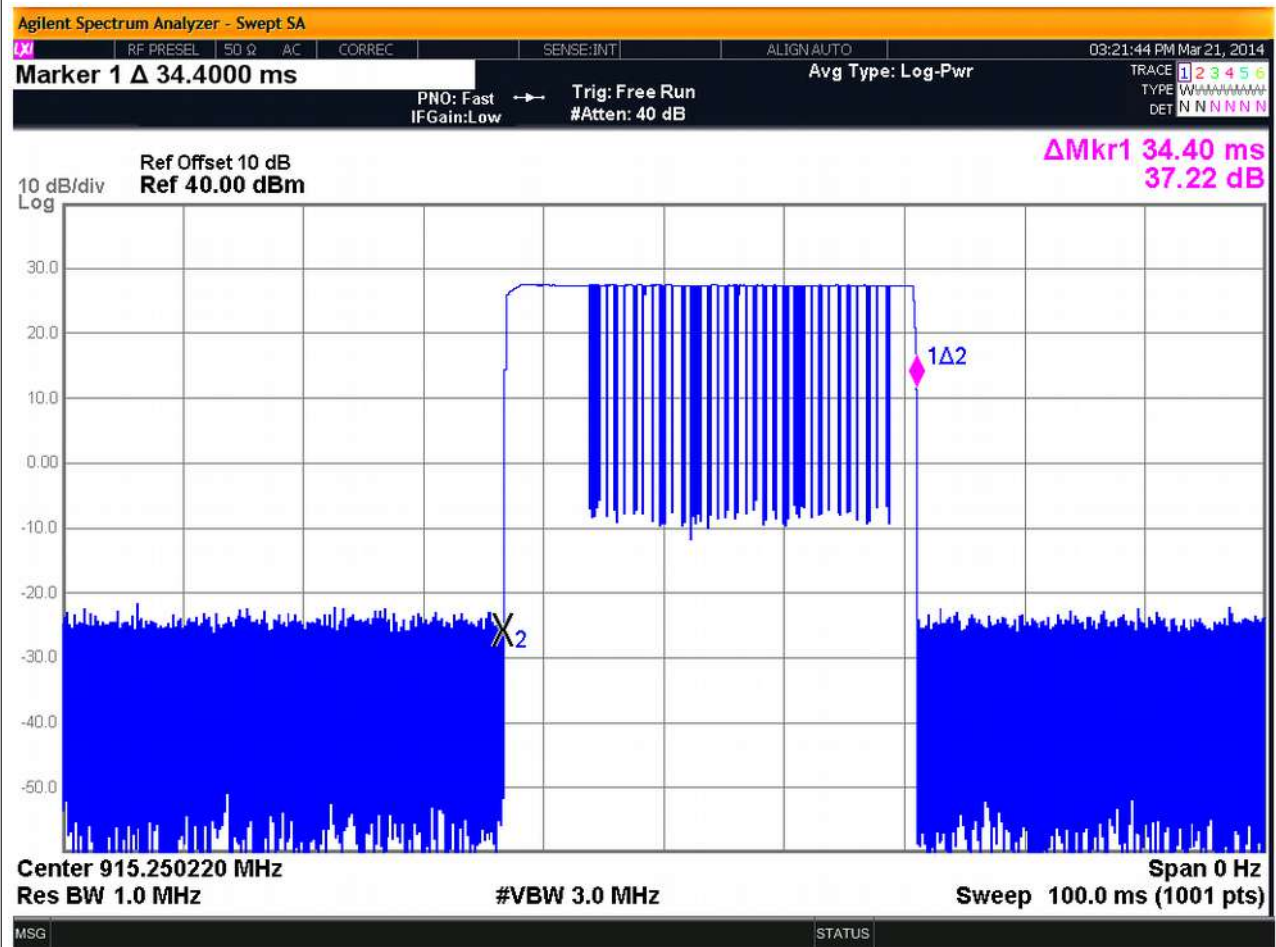 Agilent Spectrum Analyzer - Swept SA
LXI RF PRESEL 50 Ω AC CORREC SENSE:INT ALIGN AUTO 03:21:44 PM Mar 21, 2014
Marker 1 Δ 34.4000 ms
Avg Type: Log-Pwr
TRACE 1 2 3 4 5 6
PNO: Fast Trig: Free Run
TYPE W
IFGain:Low #Atten: 40 dB
DET N N N N N N
ΔMkr1 34.40 ms
37.22 dB
Ref Offset 10 dB
10 dB/div Ref 40.00 dBm
Log
30.0
20.0
1Δ2
10.0
0.00
-10.0
-20.0
X2
-30.0
-40.0
-50.0
Center 915.250220 MHz Span 0 Hz
Res BW 1.0 MHz #VBW 3.0 MHz Sweep 100.0 ms (1001 pts)
MSG STATUS